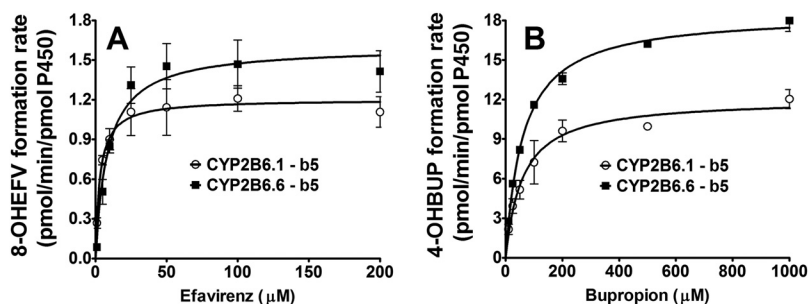 A
8-OHEFV formation rate
(pmol/min/pmol P450)
1.8
1.5
1.2
0.9
0.6
0.3
0.0
CYP2B6.1 - b5
CYP2B6.6 - b5
0 50 100 150 200
Efavirenz (μM)
B
4-OHBUP formation rate
(pmol/min/pmol P450)
18
15
12
9
6
3
0
CYP2B6.1 - b5
CYP2B6.6 - b5
0 200 400 600 800 1000
Bupropion (μM)